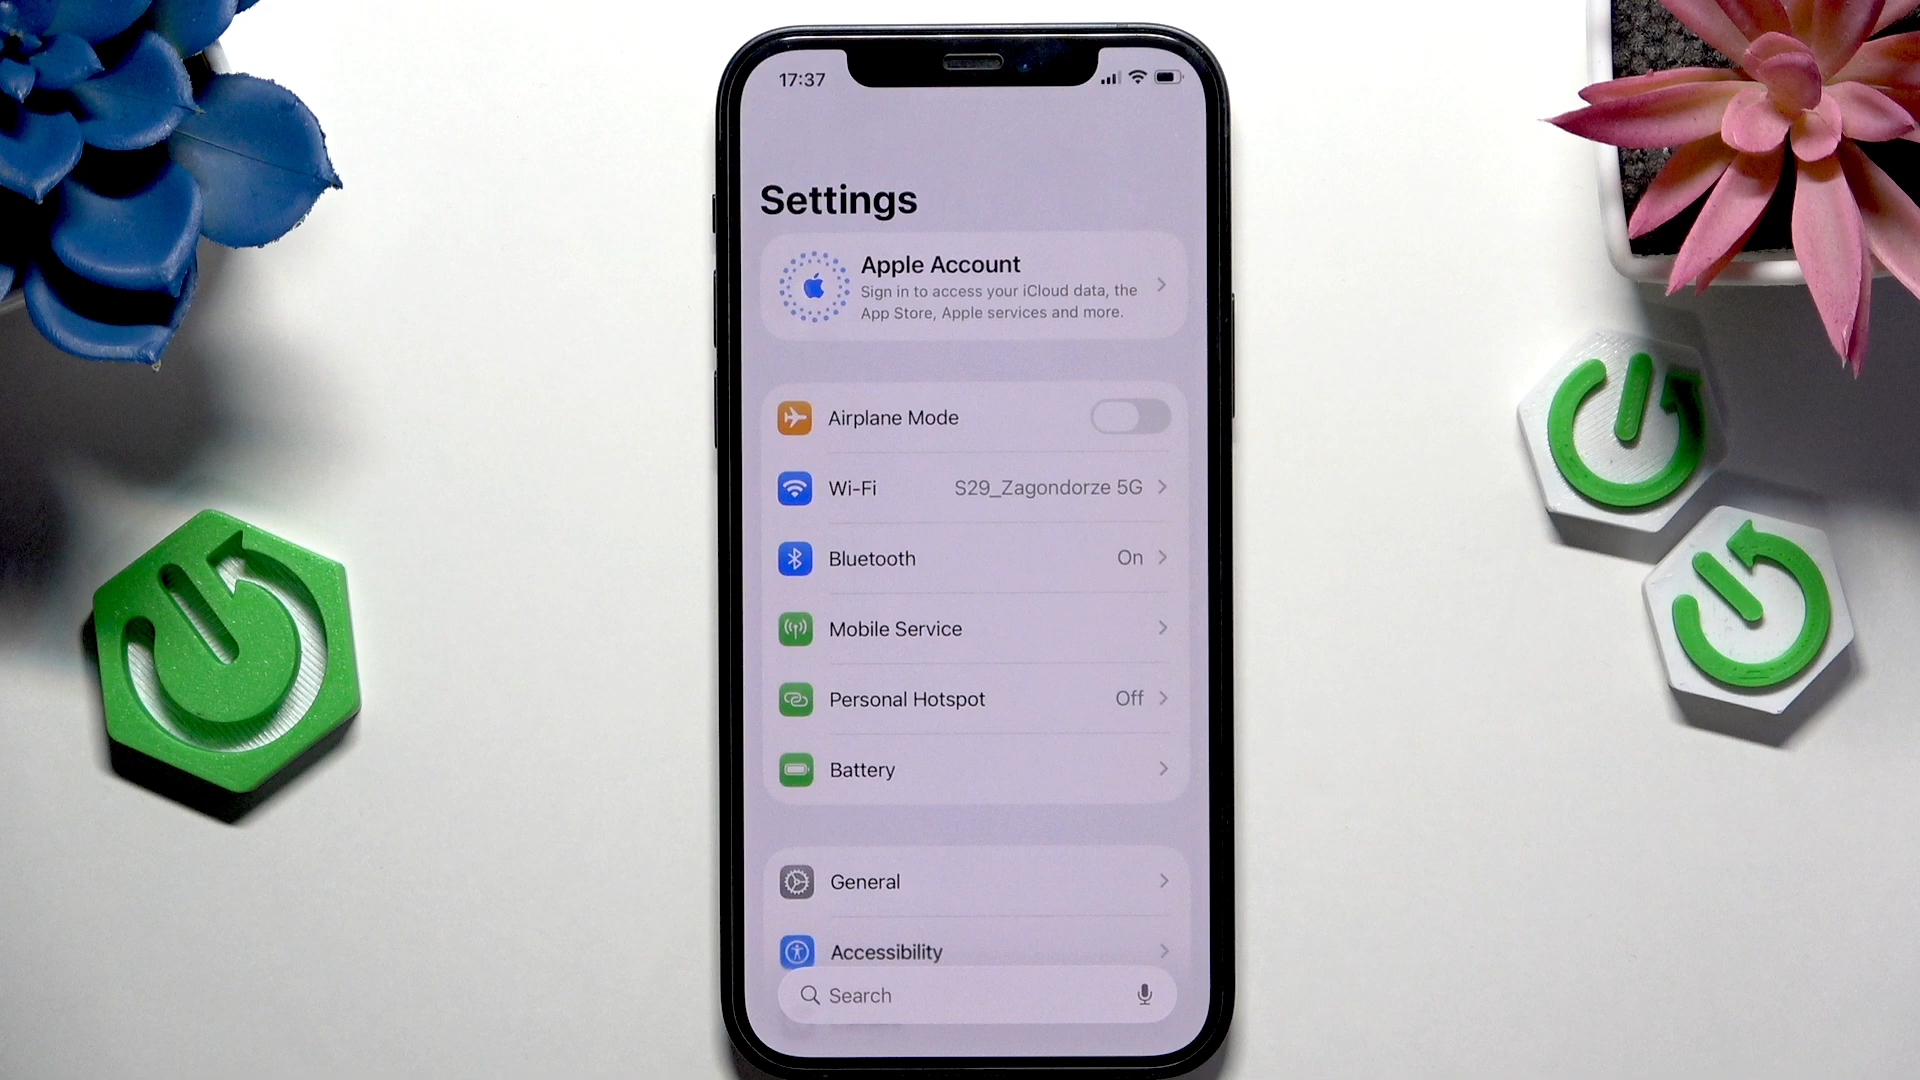 17:37
Settings
Apple Account
Sign in to access your iCloud data, the
App Store, Apple services and more.
Airplane Mode
Wi-Fi S29_Zagondorze 5G
Bluetooth On
Mobile Service
Personal Hotspot Off
Battery
General
Accessibility
Search